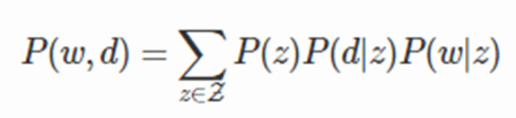 P(w, d) = ∑_{z∈𝒵} P(z)P(d|z)P(w|z)